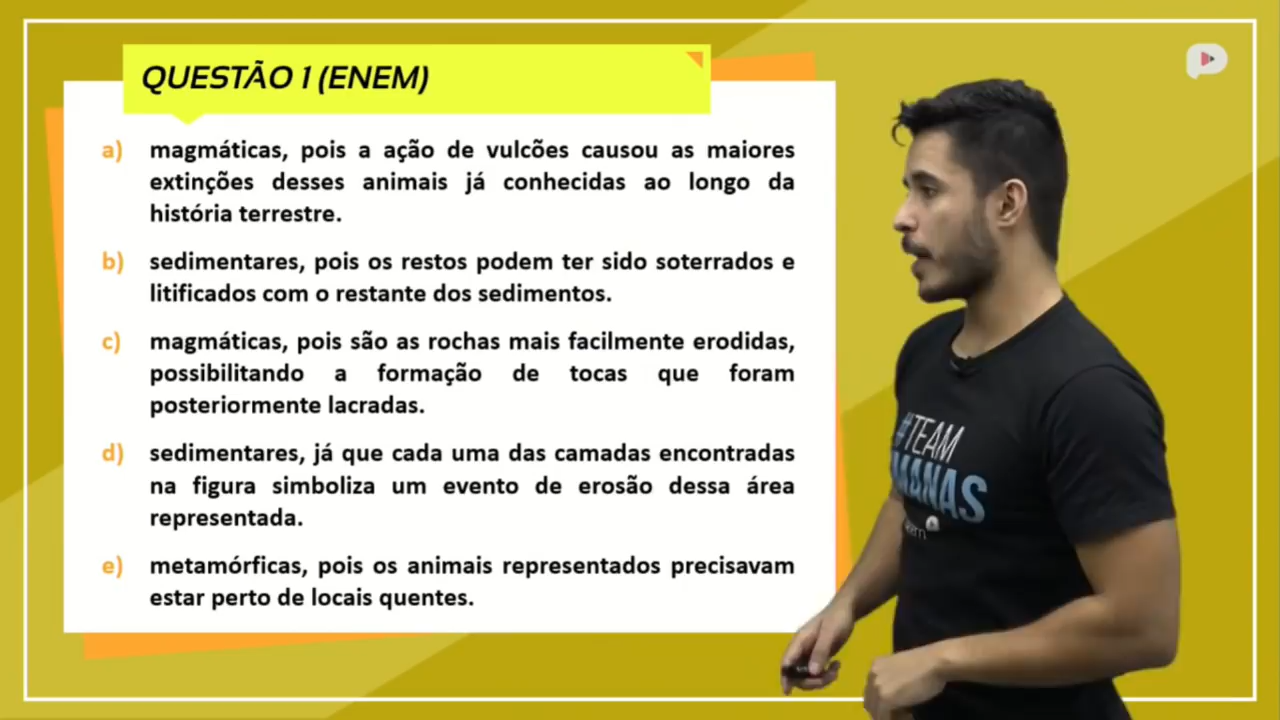 QUESTÃO 1 (ENEM)
a) magmáticas, pois a ação de vulcões causou as maiores
extinções desses animais já conhecidas ao longo da
história terrestre.
b) sedimentares, pois os restos podem ter sido soterrados e
litificados com o restante dos sedimentos.
c) magmáticas, pois são as rochas mais facilmente erodidas,
possibilitando a formação de tocas que foram
posteriormente lacradas.
d) sedimentares, já que cada uma das camadas encontradas
na figura simboliza um evento de erosão dessa área
representada.
e) metamórficas, pois os animais representados precisavam
estar perto de locais quentes.
#TEAM